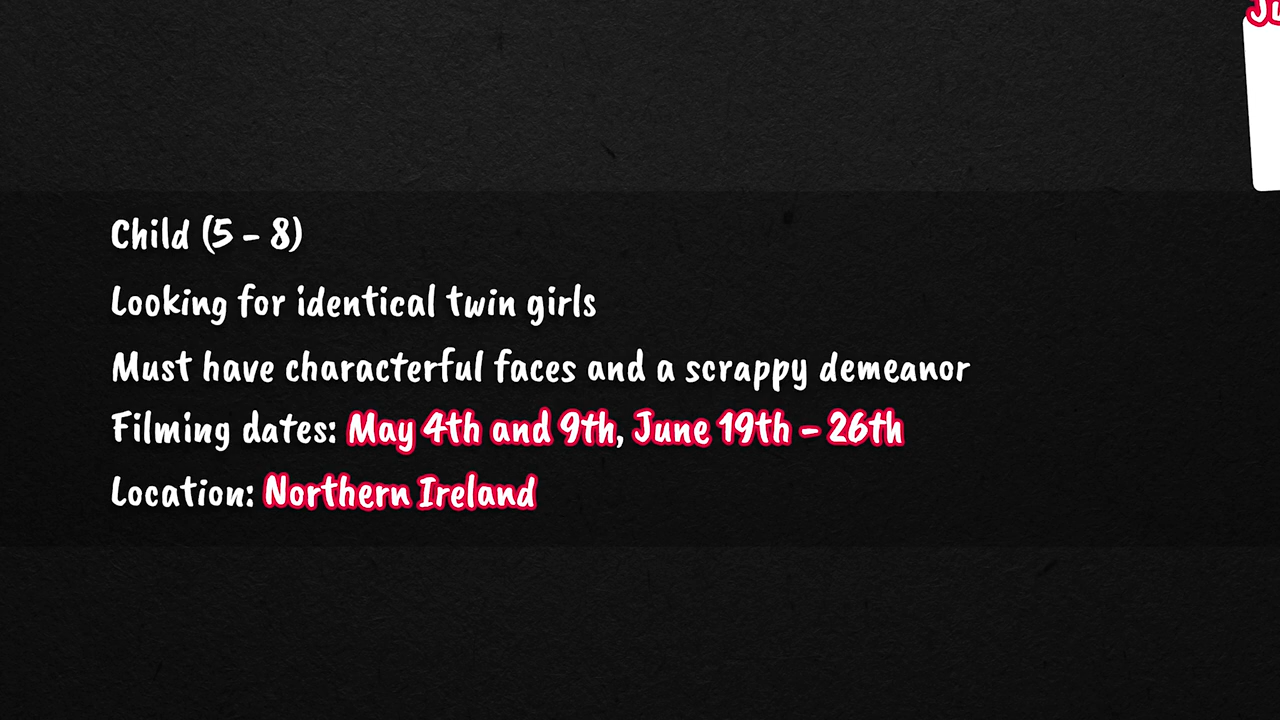 Child (5 - 8)
Looking for identical twin girls
Must have characterful faces and a scrappy demeanor
Filming dates: May 4th and 9th, June 19th - 26th
Location: Northern Ireland